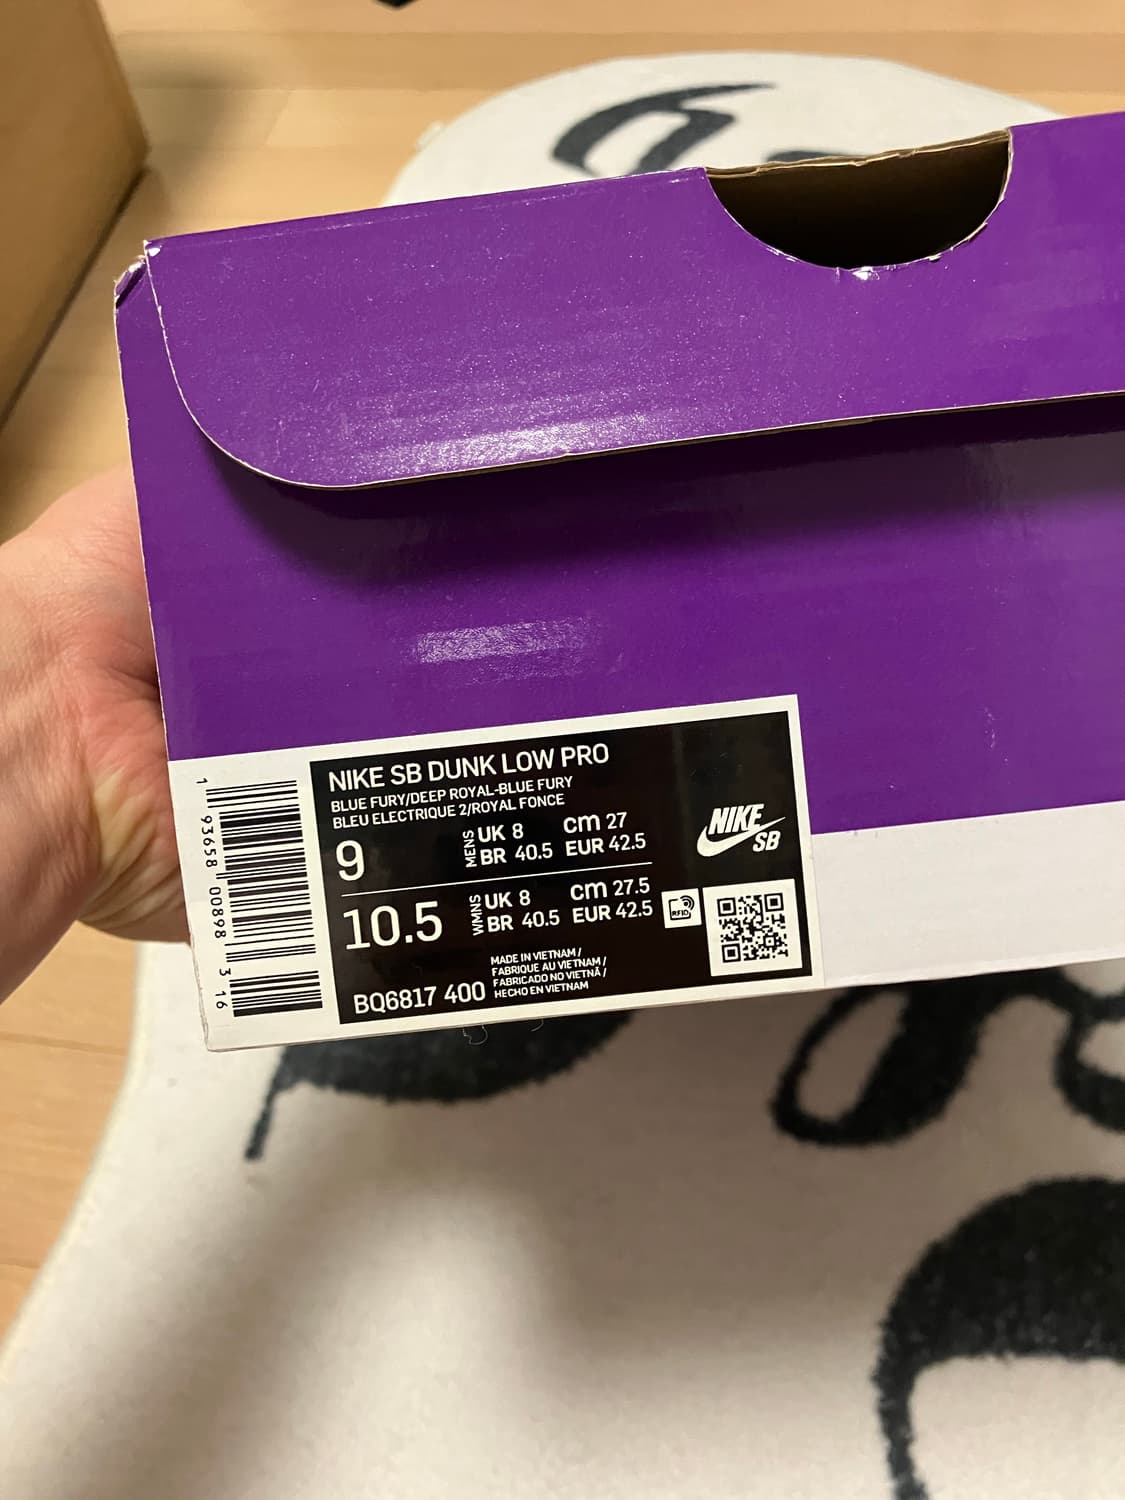 NIKE SB DUNK LOW PRO
BLUE FURY/DEEP ROYAL-BLUE FURY
BLEU ELECTRIQUE 2/ROYAL FONCE
9
MENS
UK 8 cm 27
BR 40.5 EUR 42.5
10.5
WMNS
UK 8 cm 27.5
BR 40.5 EUR 42.5
RFID
NIKE
SB
MADE IN VIETNAM /
FABRIQUE AU VIETNAM /
FABRICADO NO VIETNÃ /
HECHO EN VIETNAM
BQ6817 400
1 93658 00898 3 16